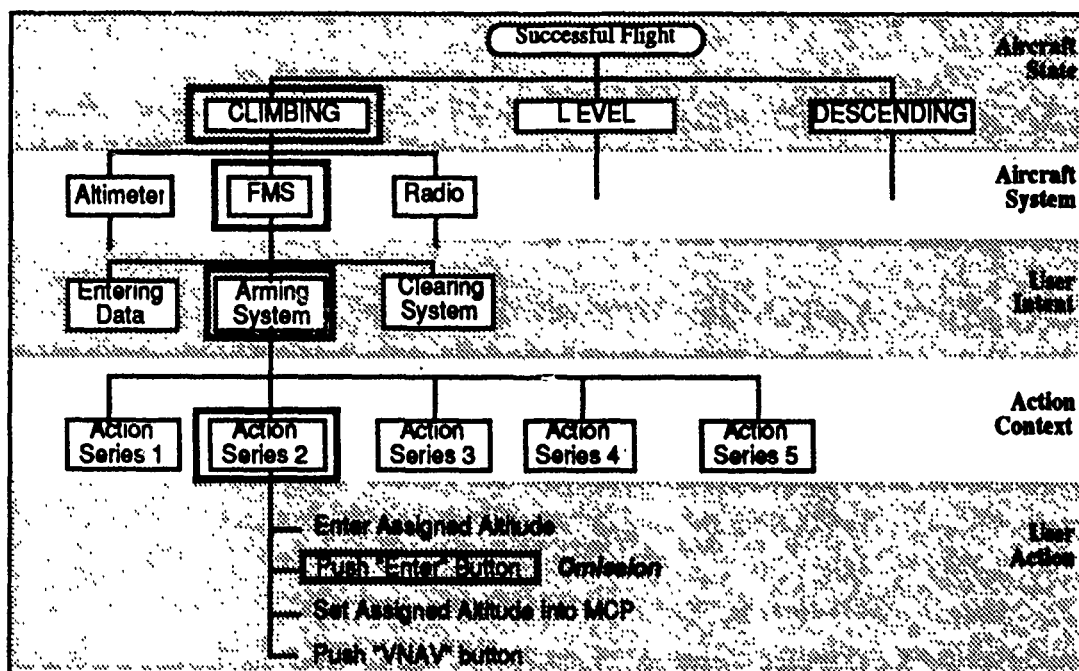 Successful Flight
Aircraft
State
CLIMBING
LEVEL
DESCENDING
Aircraft
System
Altimeter
FMS
Radio
User
Intent
Entering
Data
Arming
System
Clearing
System
Action
Context
Action
Series 1
Action
Series 2
Action
Series 3
Action
Series 4
Action
Series 5
User
Action
Enter Assigned Altitude
Push "Enter" Button
Omission
Set Assigned Altitude into MCP
Push "VNAV" button